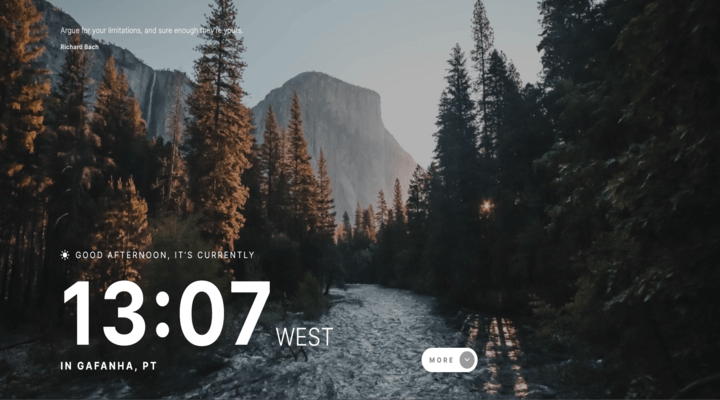 Argue for your limitations, and sure enough they're yours.
Richard Bach
GOOD AFTERNOON, IT'S CURRENTLY
13:07 WEST
IN GAFANHA, PT
MORE